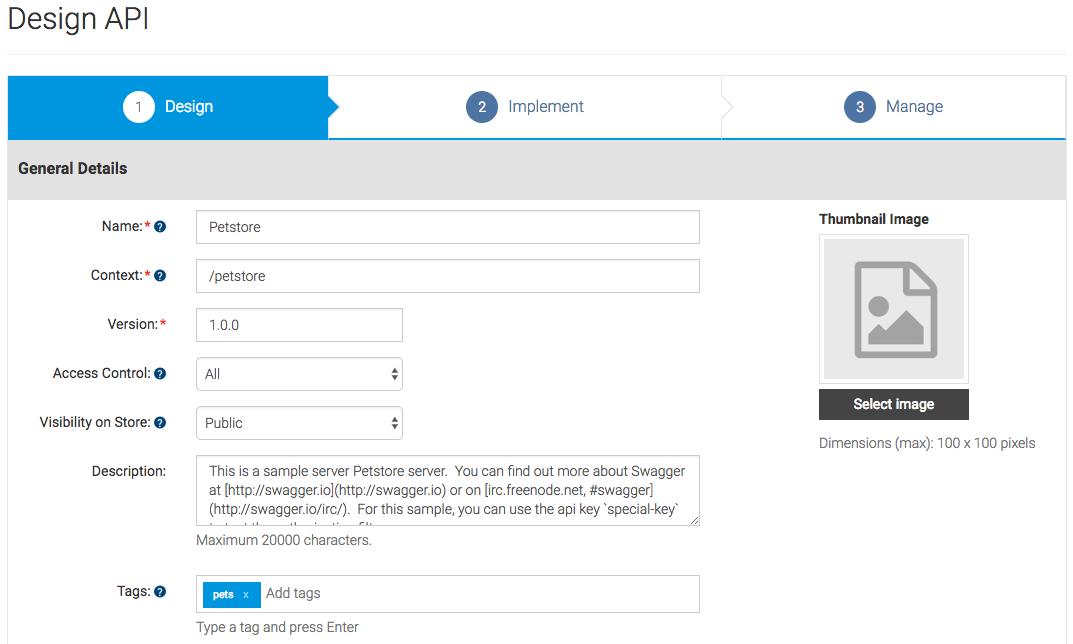 Design API
1 Design
2 Implement
3 Manage
General Details
Name:* ?
Petstore
Thumbnail Image
Context:* ?
/petstore
Version:*
1.0.0
Access Control: ?
All
Select image
Visibility on Store: ?
Public
Dimensions (max): 100 x 100 pixels
Description:
This is a sample server Petstore server.  You can find out more about Swagger
at [http://swagger.io](http://swagger.io) or on [irc.freenode.net, #swagger]
(http://swagger.io/irc/).  For this sample, you can use the api key `special-key`
Maximum 20000 characters.
Tags: ?
pets x Add tags
Type a tag and press Enter